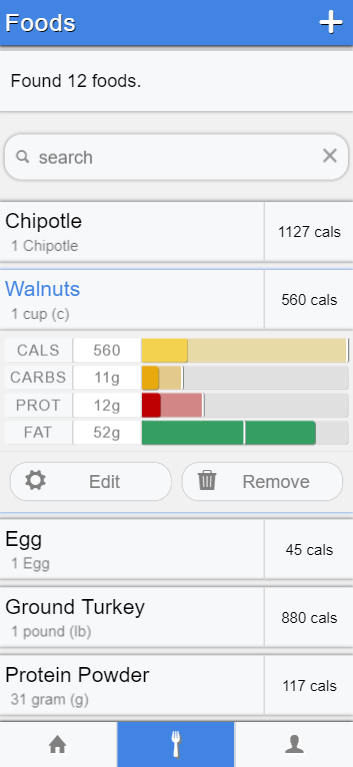 Foods
Found 12 foods.
search
Chipotle
1 Chipotle
1127 cals
Walnuts
1 cup (c)
560 cals
CALS 560
CARBS 11g
PROT 12g
FAT 52g
Edit
Remove
Egg
1 Egg
45 cals
Ground Turkey
1 pound (lb)
880 cals
Protein Powder
31 gram (g)
117 cals